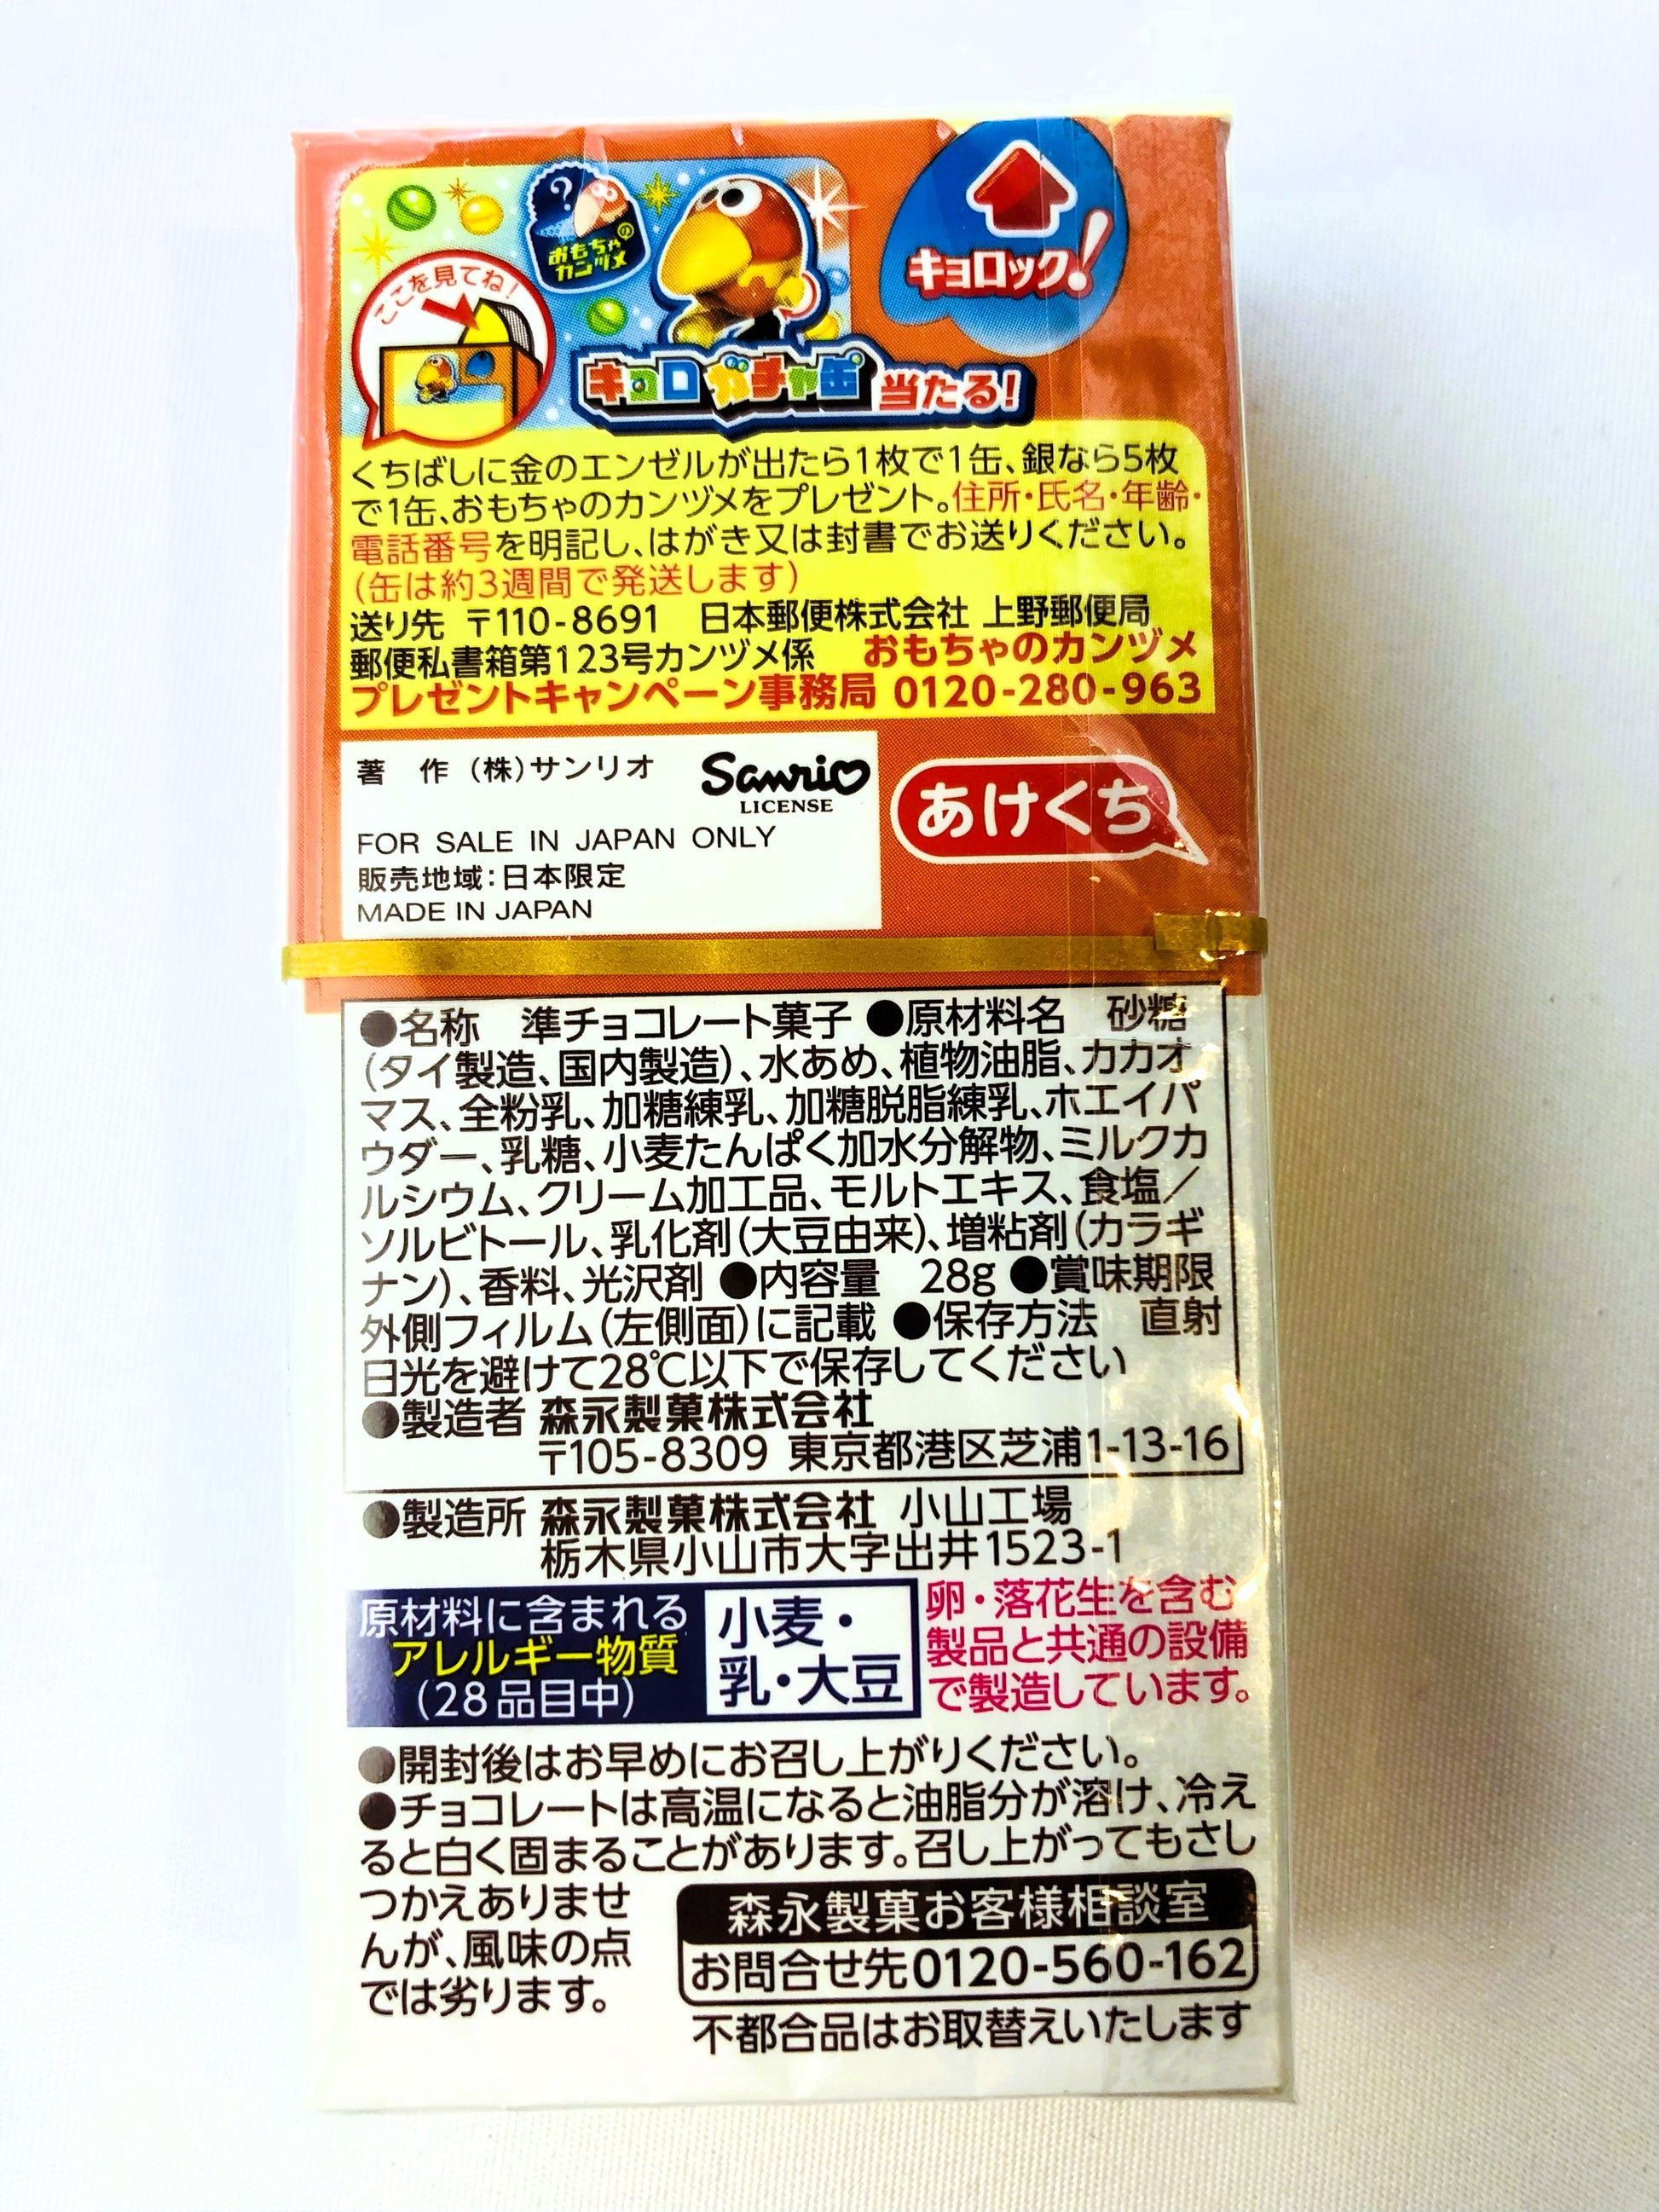 おもちゃの
カンヅメ
キョロック!
ここを見てね!
キョロガチャ缶 当たる!
くちばしに金のエンゼルが出たら1枚で1缶、銀なら5枚
で1缶、おもちゃのカンヅメをプレゼント。住所・氏名・年齢・
電話番号を明記し、はがき又は封書でお送りください。
(缶は約3週間で発送します)
送り先 〒110-8691 日本郵便株式会社 上野郵便局
郵便私書箱第123号カンヅメ係 おもちゃのカンヅメ
プレゼントキャンペーン事務局 0120-280-963
著 作 (株)サンリオ
Sanrio
LICENSE
FOR SALE IN JAPAN ONLY
販売地域:日本限定
MADE IN JAPAN
あけくち
●名称 準チョコレート菓子 ●原材料名 砂糖
(タイ製造、国内製造)、水あめ、植物油脂、カカオ
マス、全粉乳、加糖練乳、加糖脱脂練乳、ホエイパ
ウダー、乳糖、小麦たんぱく加水分解物、ミルクカ
ルシウム、クリーム加工品、モルトエキス、食塩/
ソルビトール、乳化剤(大豆由来)、増粘剤(カラギ
ナン)、香料、光沢剤 ●内容量 28g ●賞味期限
外側フィルム(左側面)に記載 ●保存方法 直射
日光を避けて28℃以下で保存してください
●製造者 森永製菓株式会社
〒105-8309 東京都港区芝浦1-13-16
●製造所 森永製菓株式会社 小山工場
栃木県小山市大字出井1523-1
原材料に含まれる
アレルギー物質
(28品目中)
小麦・
乳・大豆
卵・落花生を含む
製品と共通の設備
で製造しています。
●開封後はお早めにお召し上がりください。
●チョコレートは高温になると油脂分が溶け、冷え
ると白く固まることがあります。召し上がってもさし
つかえありませ
んが、風味の点
では劣ります。
森永製菓お客様相談室
お問合せ先0120-560-162
不都合品はお取替えいたします